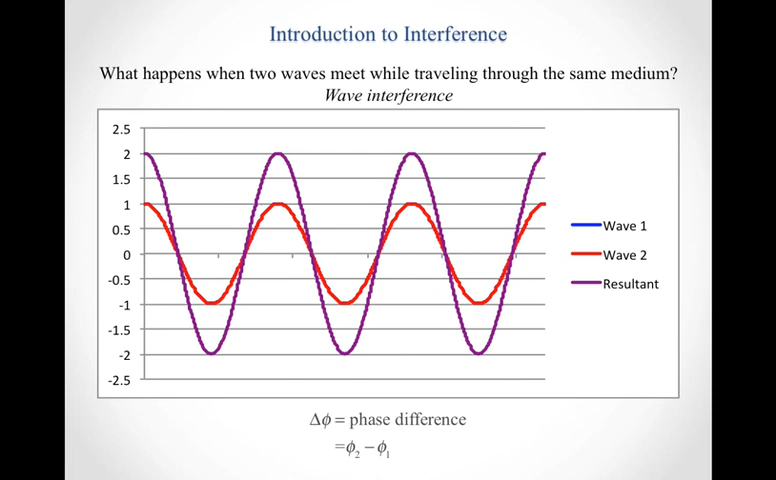 Introduction to Interference
What happens when two waves meet while traveling through the same medium?
Wave interference
2.5
2
1.5
1
0.5
0
-0.5
-1
-1.5
-2
-2.5
Wave 1
Wave 2
Resultant
Δϕ = phase difference
=ϕ₂ − ϕ₁